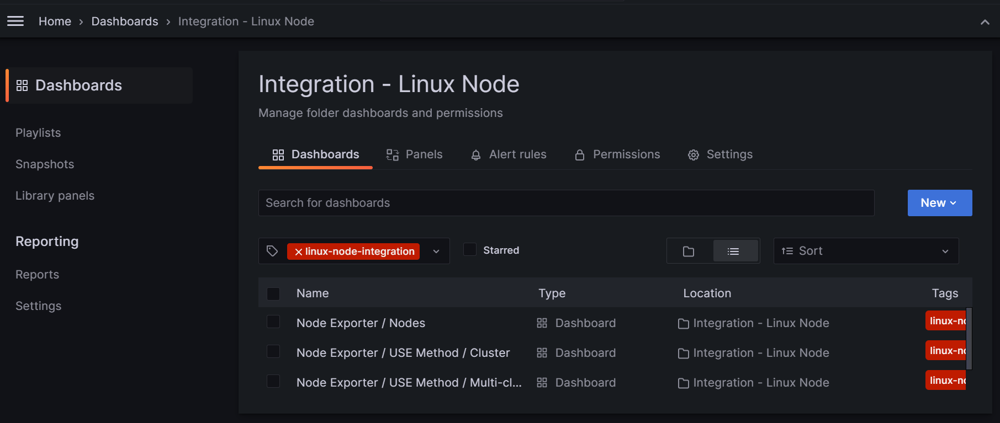 Home › Dashboards › Integration - Linux Node
Dashboards
Playlists
Snapshots
Library panels
Reporting
Reports
Settings
Integration - Linux Node
Manage folder dashboards and permissions
Dashboards Panels Alert rules Permissions Settings
Search for dashboards New
linux-node-integration Starred Sort
Name Type Location Tags
Node Exporter / Nodes Dashboard Integration - Linux Node linux-no
Node Exporter / USE Method / Cluster Dashboard Integration - Linux Node linux-no
Node Exporter / USE Method / Multi-cl... Dashboard Integration - Linux Node linux-no